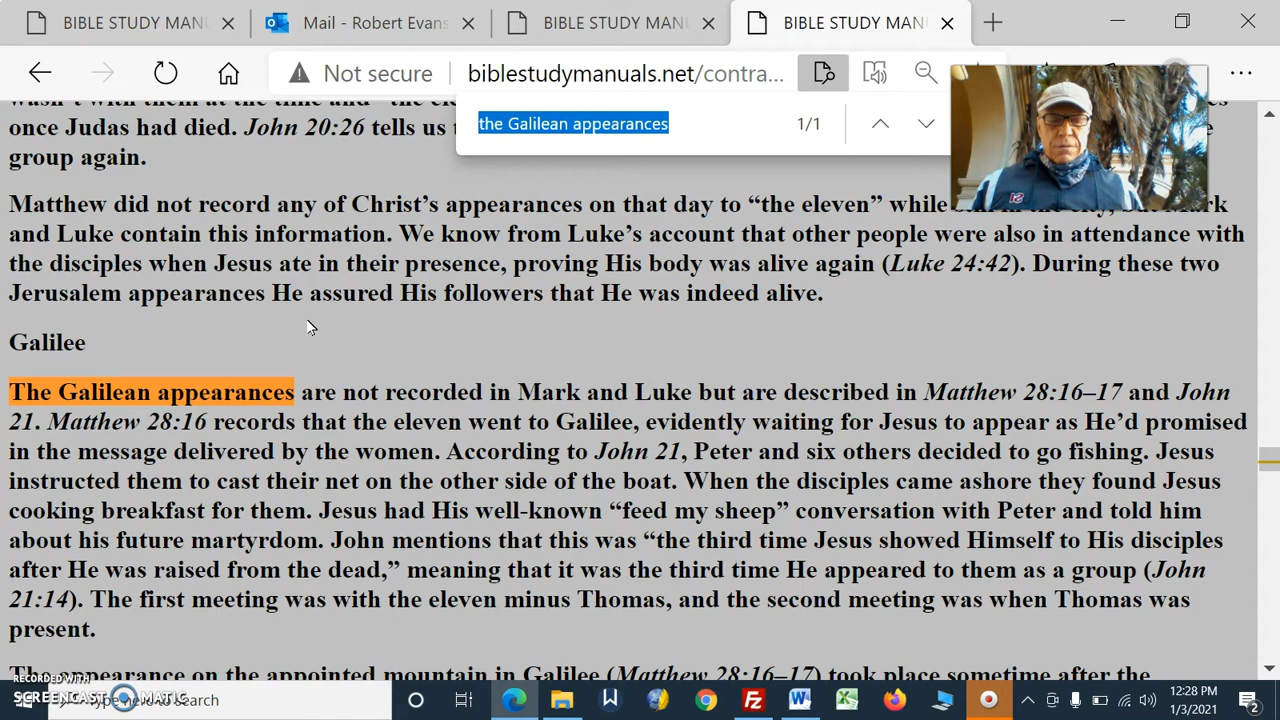 BIBLE STUDY MANU
Mail - Robert Evans
BIBLE STUDY MAN
BIBLE STUDY MANU
Not secure
biblestudymanuals.net/contra...
the Galilean appearances
1/1
once Judas had died. John 20:26 tells us
group again.
Matthew did not record any of Christ’s appearances on that day to “the eleven” while still in the city, but Mark
and Luke contain this information. We know from Luke’s account that other people were also in attendance with
the disciples when Jesus ate in their presence, proving His body was alive again (Luke 24:42). During these two
Jerusalem appearances He assured His followers that He was indeed alive.
Galilee
The Galilean appearances are not recorded in Mark and Luke but are described in Matthew 28:16–17 and John
21. Matthew 28:16 records that the eleven went to Galilee, evidently waiting for Jesus to appear as He’d promised
in the message delivered by the women. According to John 21, Peter and six others decided to go fishing. Jesus
instructed them to cast their net on the other side of the boat. When the disciples came ashore they found Jesus
cooking breakfast for them. Jesus had His well-known “feed my sheep” conversation with Peter and told him
about his future martyrdom. John mentions that this was “the third time Jesus showed Himself to His disciples
after He was raised from the dead,” meaning that it was the third time He appeared to them as a group (John
21:14). The first meeting was with the eleven minus Thomas, and the second meeting was when Thomas was
present.
The appearance on the appointed mountain in Galilee (Matthew 28:16–17) took place sometime after the
RECORDED WITH
SCREENCAST MATIC
Type here to search
12:28 PM
1/3/2021
2